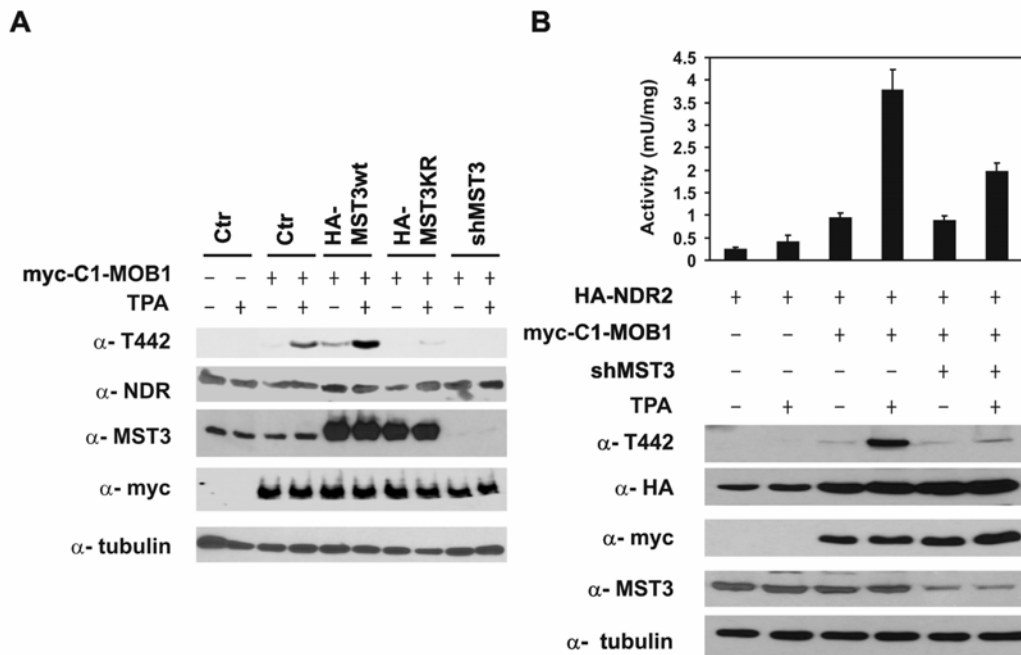 A
Ctr
Ctr
HA-
MST3wt
HA-
MST3KR
shMST3
myc-C1-MOB1 – – + + + + + + + +
TPA – + – + – + – + – +
α- T442
α- NDR
α- MST3
α- myc
α- tubulin
B
Activity (mU/mg)
4.5
4
3.5
3
2.5
2
1.5
1
0.5
0
HA-NDR2 + + + + + +
myc-C1-MOB1 – – + + + +
shMST3 – – – – + +
TPA – + – + – +
α- T442
α- HA
α- myc
α- MST3
α- tubulin